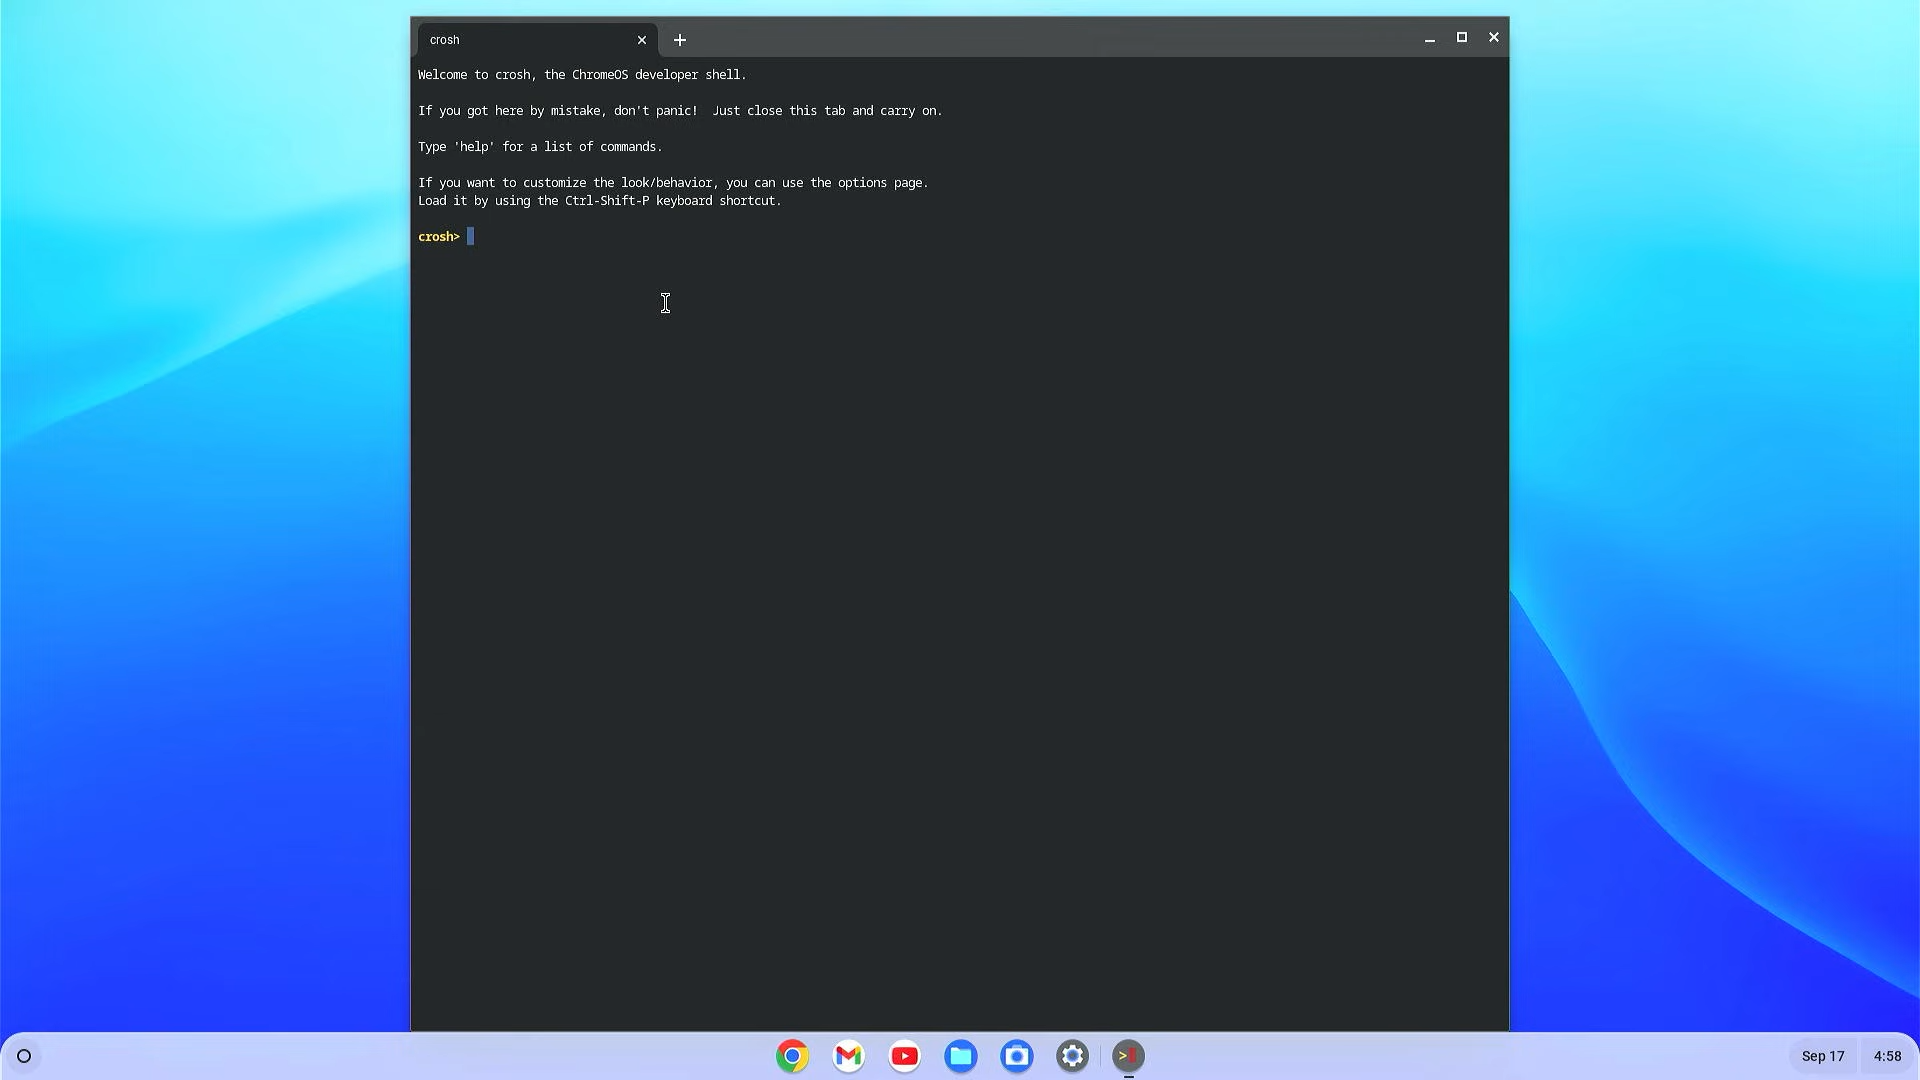 crosh
Welcome to crosh, the ChromeOS developer shell.
If you got here by mistake, don't panic!  Just close this tab and carry on.
Type 'help' for a list of commands.
If you want to customize the look/behavior, you can use the options page.
Load it by using the Ctrl-Shift-P keyboard shortcut.
crosh>
Sep 17 4:58